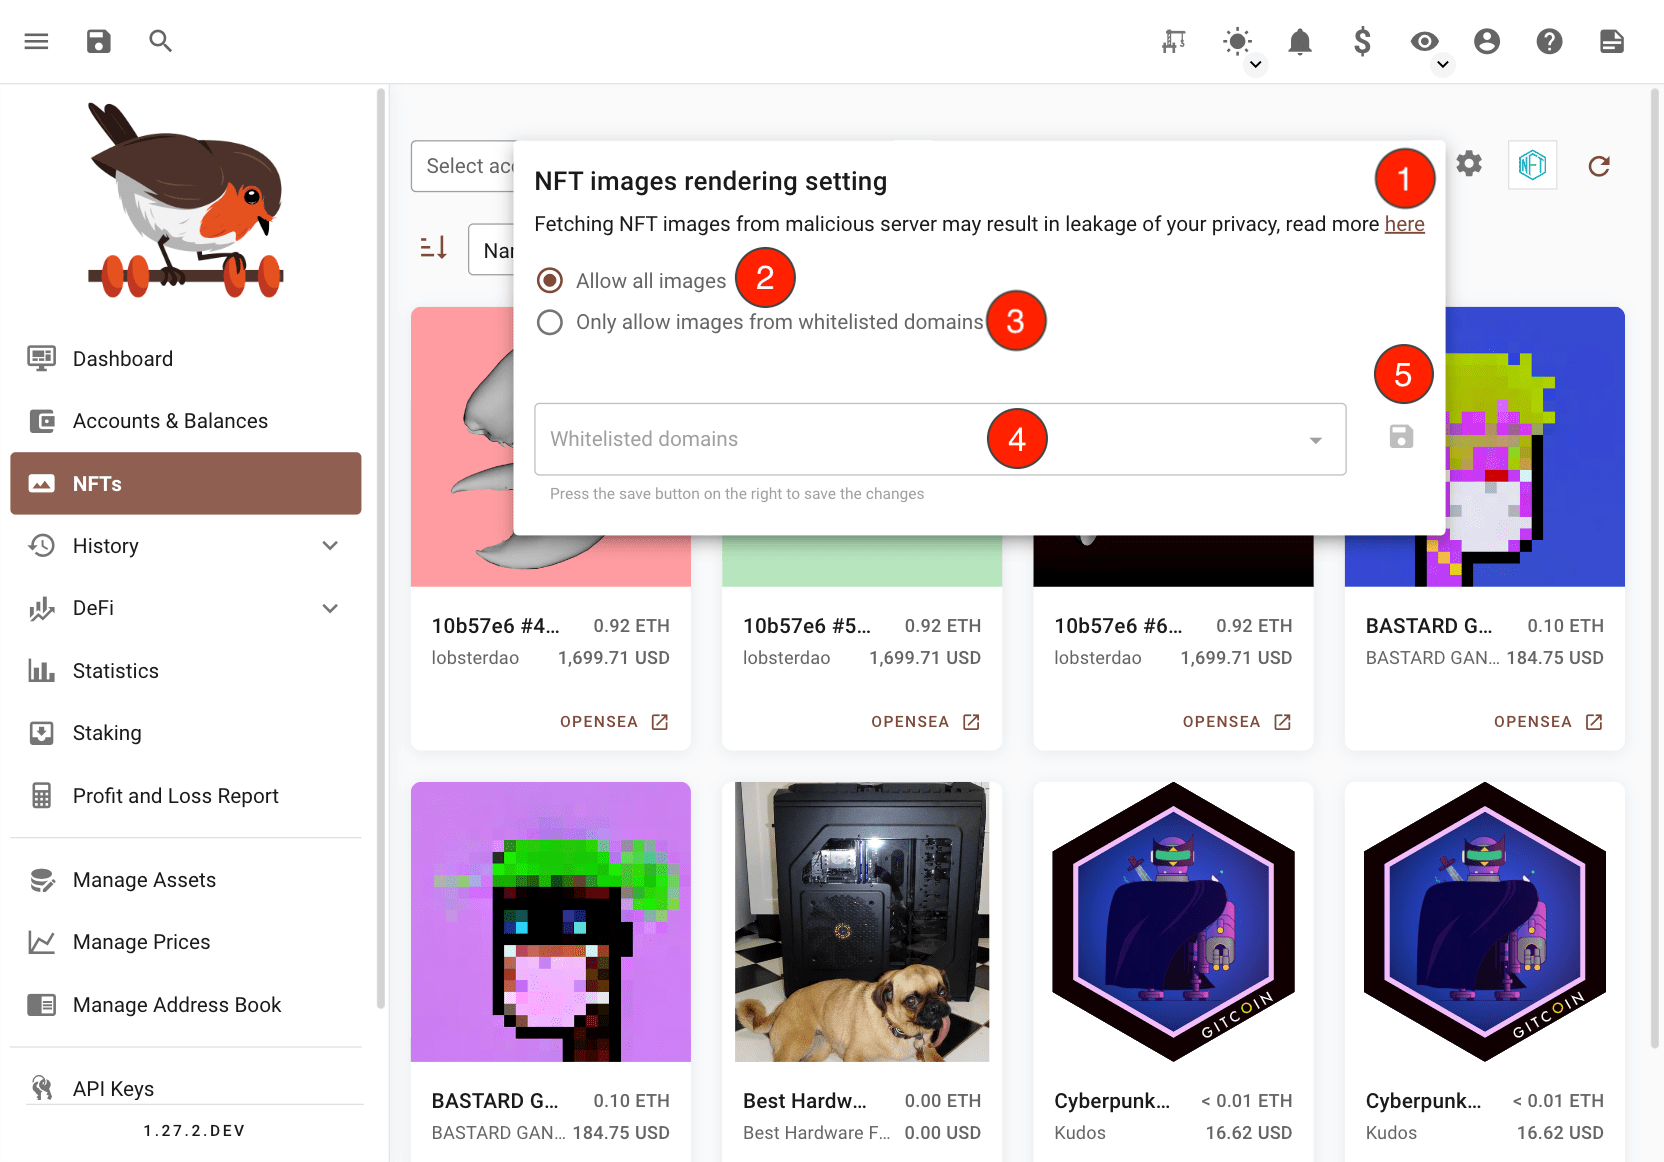 Select acc
NFT
NFT images rendering setting
1
Fetching NFT images from malicious server may result in leakage of your privacy, read more here
Nar
Allow all images
2
Only allow images from whitelisted domains
3
Whitelisted domains
4
5
Press the save button on the right to save the changes
Dashboard
Accounts & Balances
NFTs
History
DeFi
Statistics
Staking
Profit and Loss Report
Manage Assets
Manage Prices
Manage Address Book
API Keys
1.27.2.DEV
10b57e6 #4... 0.92 ETH
lobsterdao 1,699.71 USD
OPENSEA
10b57e6 #5... 0.92 ETH
lobsterdao 1,699.71 USD
OPENSEA
10b57e6 #6... 0.92 ETH
lobsterdao 1,699.71 USD
OPENSEA
BASTARD G... 0.10 ETH
BASTARD GAN... 184.75 USD
OPENSEA
BASTARD G... 0.10 ETH
BASTARD GAN... 184.75 USD
Best Hardw... 0.00 ETH
Best Hardware F... 0.00 USD
GITCOIN
Cyberpunk... < 0.01 ETH
Kudos 16.62 USD
GITCOIN
Cyberpunk... < 0.01 ETH
Kudos 16.62 USD